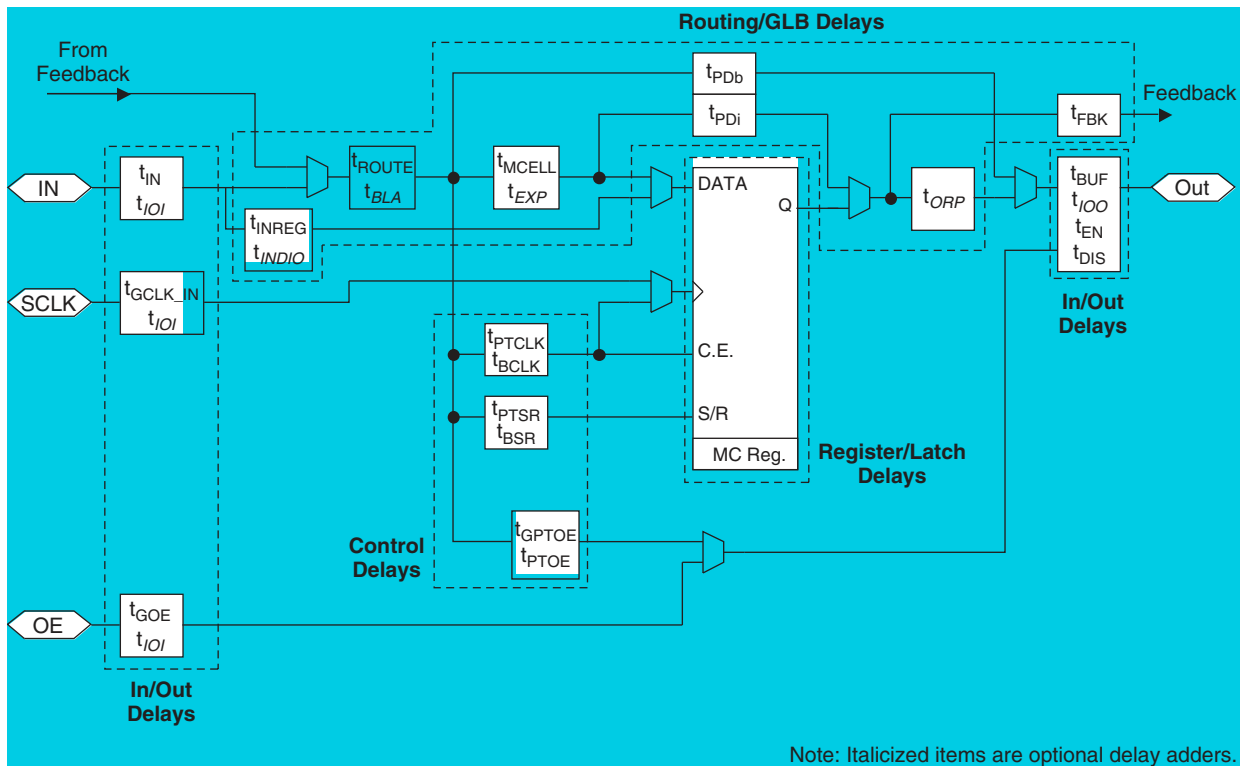 Routing/GLB Delays
From
Feedback
tPDb
tPDi
tFBK
Feedback
IN
tIN
tIOI
tROUTE
tBLA
tMCELL
tEXP
tINREG
tINDIO
DATA
Q
tORP
tBUF
tIOO
tEN
tDIS
Out
In/Out
Delays
SCLK
tGCLK_IN
tIOI
tPTCLK
tBCLK
C.E.
tPTSR
tBSR
S/R
MC Reg.
Register/Latch
Delays
Control
Delays
tGPTOE
tPTOE
OE
tGOE
tIOI
In/Out
Delays
Note: Italicized items are optional delay adders.